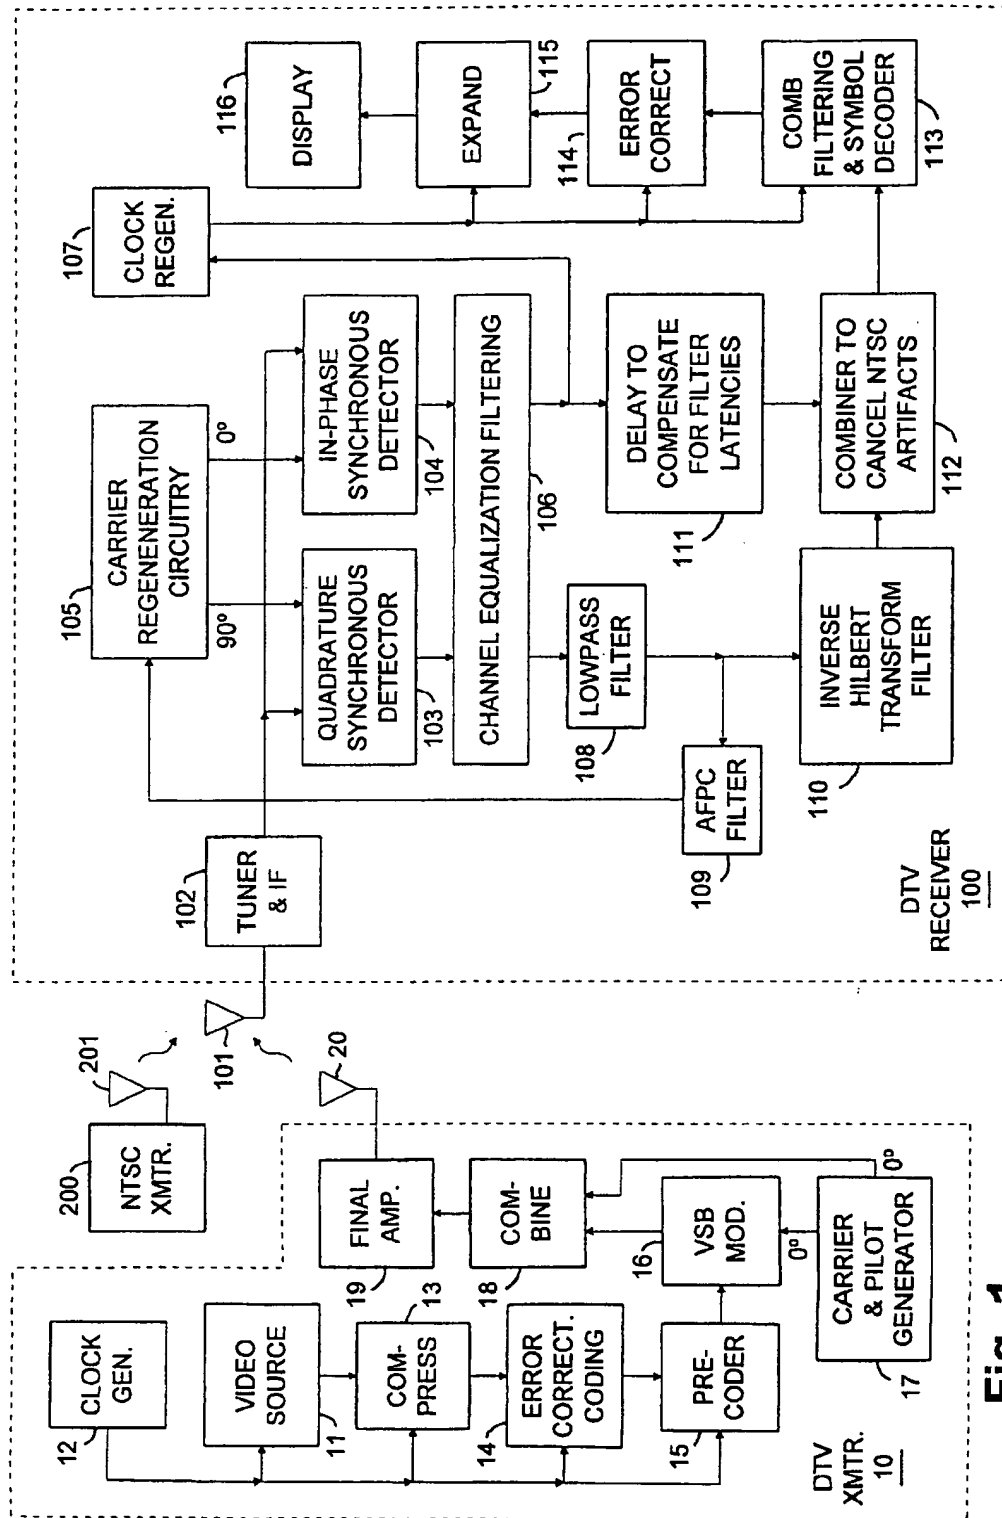 12
CLOCK
GEN.
VIDEO
SOURCE
11
COM-
PRESS
13
14
ERROR
CORRECT.
CODING
15
PRE-
CODER
DTV
XMTR.
10
FINAL
AMP.
19
COM-
BINE
18
16
VSB
MOD.
0º
0º
CARRIER
& PILOT
GENERATOR
17
200
NTSC
XMTR.
201
101
20
102
TUNER
& IF
105
CARRIER
REGENENERATION
CIRCUITRY
90º
0º
QUADRATURE
SYNCHRONOUS
DETECTOR
103
IN-PHASE
SYNCHRONOUS
DETECTOR
104
CHANNEL EQUALIZATION FILTERING
106
107
CLOCK
REGEN.
LOWPASS
FILTER
108
AFPC
FILTER
109
INVERSE
HILBERT
TRANSFORM
FILTER
110
DELAY TO
COMPENSATE
FOR FILTER
LATENCIES
111
COMBINER TO
CANCEL NTSC
ARTIFACTS
112
116
DISPLAY
EXPAND
115
114
ERROR
CORRECT
COMB
FILTERING
& SYMBOL
DECODER
113
DTV
RECEIVER
100
Fig. 1